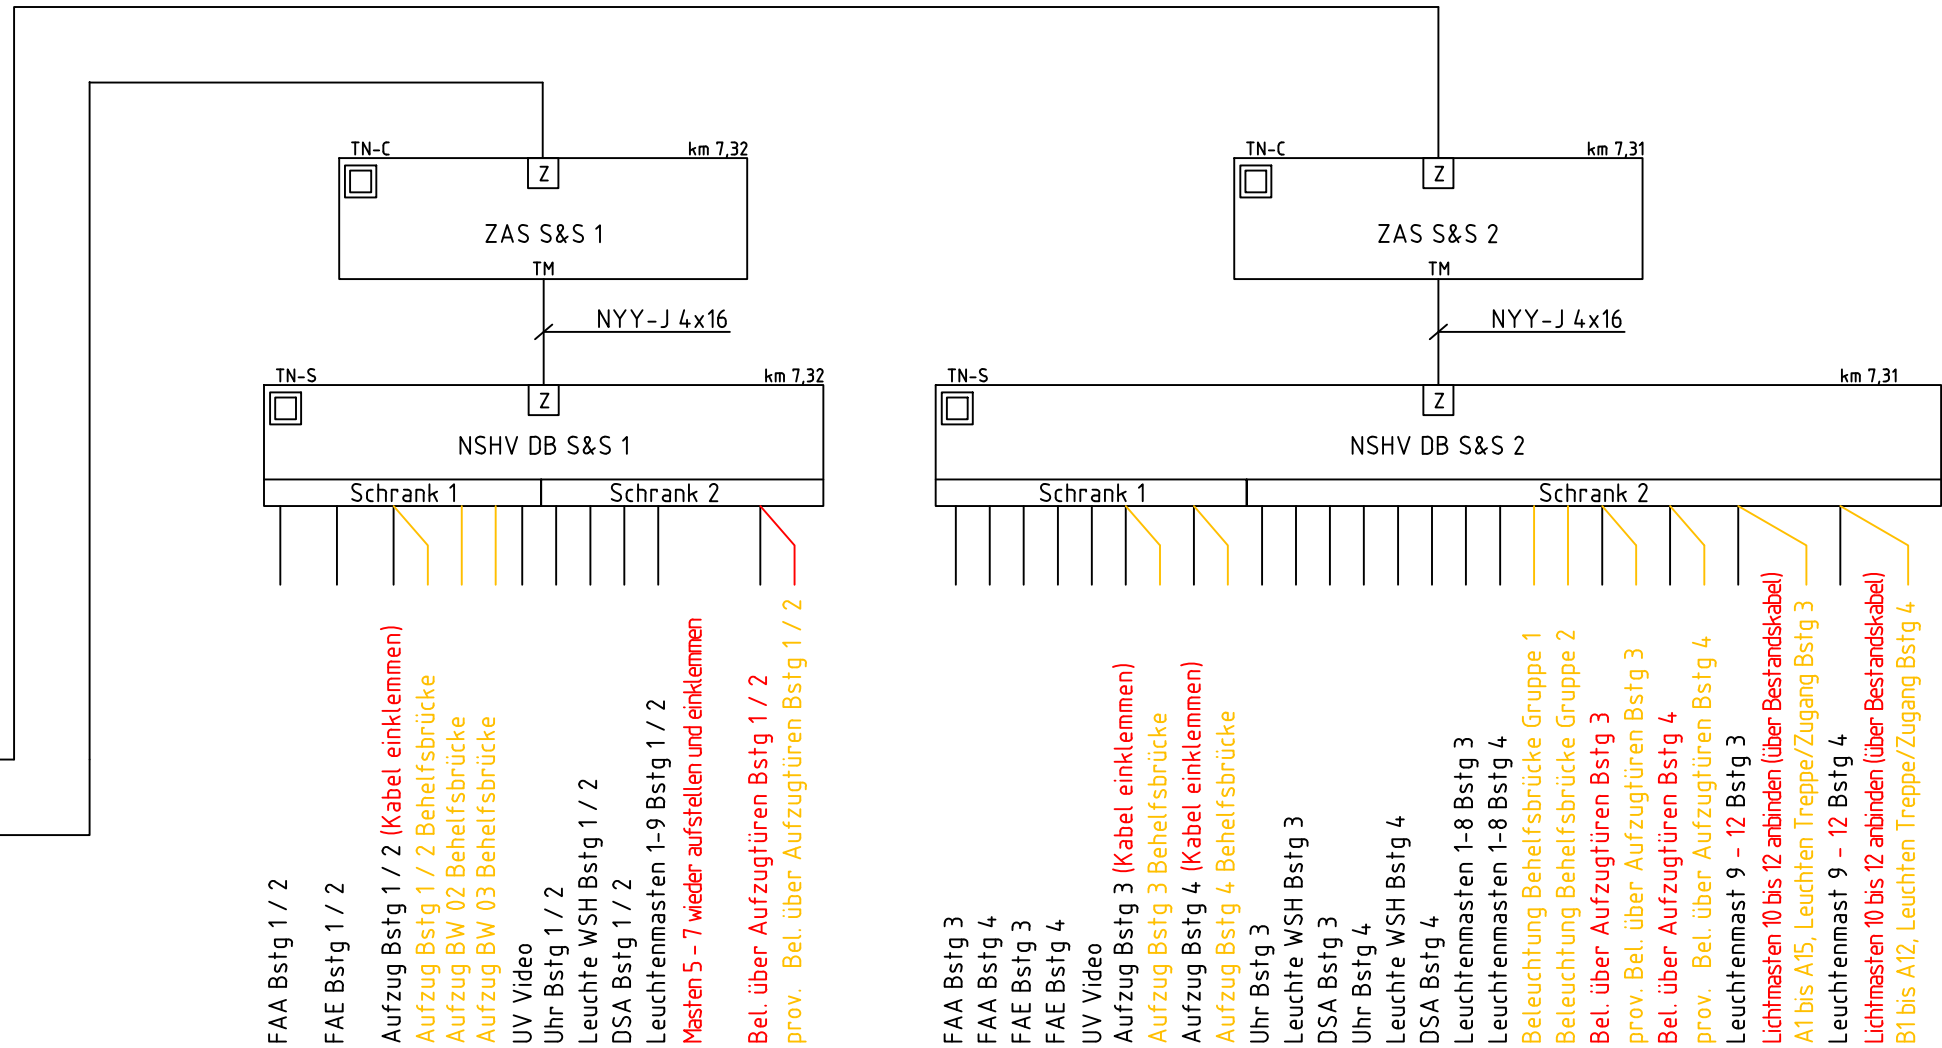 TN-C
km 7,32
Z
ZAS S&S 1
TM
NYY-J 4x16
TN-S
km 7,32
Z
NSHV DB S&S 1
Schrank 1
Schrank 2
FAA Bstg 1 / 2
FAE Bstg 1 / 2
Aufzug Bstg 1 / 2 (Kabel einklemmen)
Aufzug Bstg 1 / 2 Behelfsbrücke
Aufzug BW 02 Behelfsbrücke
Aufzug BW 03 Behelfsbrücke
UV Video
Uhr Bstg 1 / 2
Leuchte WSH Bstg 1 / 2
DSA Bstg 1 / 2
Leuchtenmasten 1-9 Bstg 1 / 2
Masten 5 - 7 wieder aufstellen und einklemmen
Bel. über Aufzugtüren Bstg 1 / 2
prov. Bel. über Aufzugtüren Bstg 1 / 2
TN-C
km 7,31
Z
ZAS S&S 2
TM
NYY-J 4x16
TN-S
km 7,31
Z
NSHV DB S&S 2
Schrank 1
Schrank 2
FAA Bstg 3
FAA Bstg 4
FAE Bstg 3
FAE Bstg 4
UV Video
Aufzug Bstg 3 (Kabel einklemmen)
Aufzug Bstg 3 Behelfsbrücke
Aufzug Bstg 4 (Kabel einklemmen)
Aufzug Bstg 4 Behelfsbrücke
Uhr Bstg 3
Leuchte WSH Bstg 3
DSA Bstg 3
Uhr Bstg 4
Leuchte WSH Bstg 4
DSA Bstg 4
Leuchtenmasten 1-8 Bstg 3
Leuchtenmasten 1-8 Bstg 4
Beleuchtung Behelfsbrücke Gruppe 1
Beleuchtung Behelfsbrücke Gruppe 2
Bel. über Aufzugtüren Bstg 3
prov. Bel. über Aufzugtüren Bstg 3
Bel. über Aufzugtüren Bstg 4
prov. Bel. über Aufzugtüren Bstg 4
Leuchtenmast 9 - 12 Bstg 3
Lichtmasten 10 bis 12 anbinden (über Bestandskabel)
A1 bis A15, Leuchten Treppe/Zugang Bstg 3
Leuchtenmast 9 - 12 Bstg 4
Lichtmasten 10 bis 12 anbinden (über Bestandskabel)
B1 bis A12, Leuchten Treppe/Zugang Bstg 4